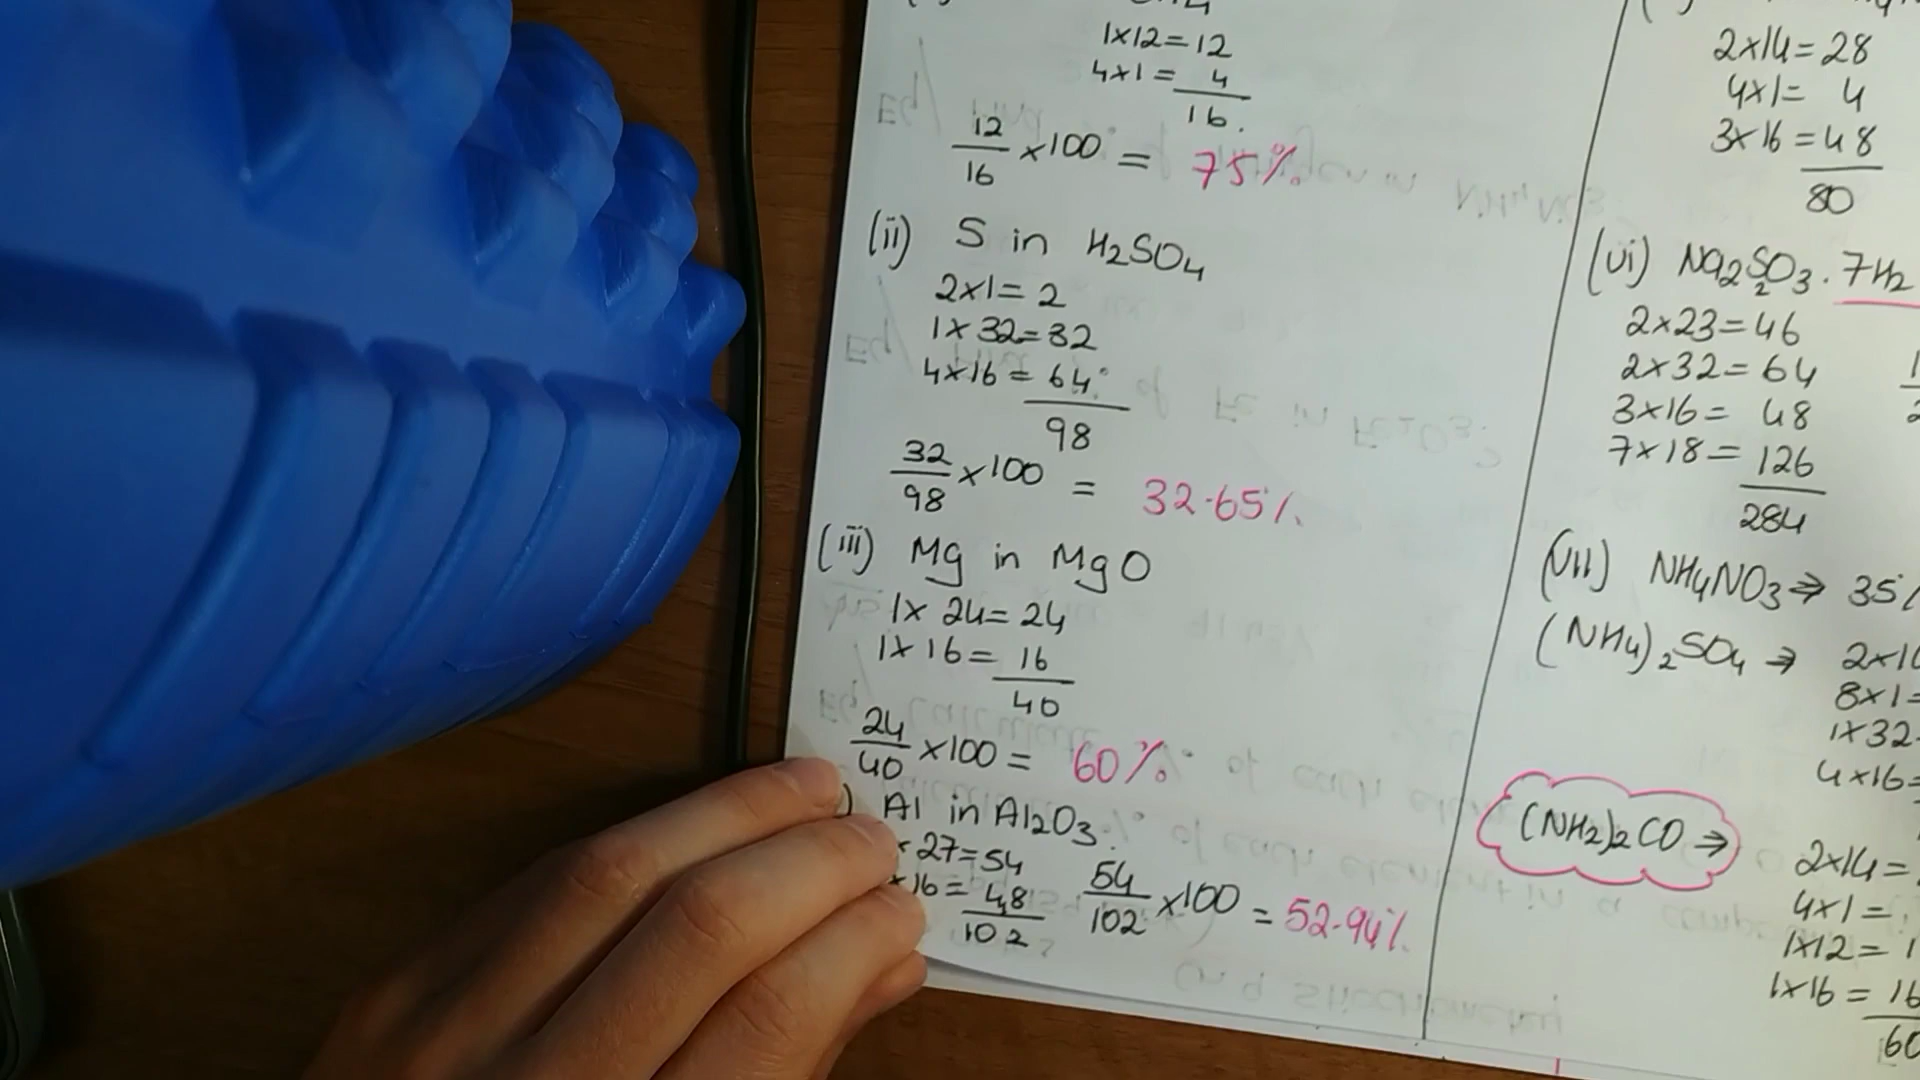 1×12=12
4×1= 4
16.
12/16 ×100 = 75%.
(ii) S in H₂SO₄
2×1=2
1×32=32
4×16=64
98
32/98 ×100 = 32.65%.
(iii) Mg in MgO
1×24=24
1×16=16
40
24/40 ×100= 60%.
) Al in Al₂O₃.
×27=54
×16=48
102
54/102 ×100 = 52.94%.
2×14=28
4×1= 4
3×16=48
80
(vi) Na₂S₂O₃.7H₂
2×23=46
2×32=64
3×16= 48
7×18=126
284
(vii) NH₄NO₃⇒ 35%
(NH₄)₂SO₄⇒
8×1=
1×32
4×16=
(NH₂)₂CO⇒
2×14=
4×1=
1×12=1
1×16=16
60